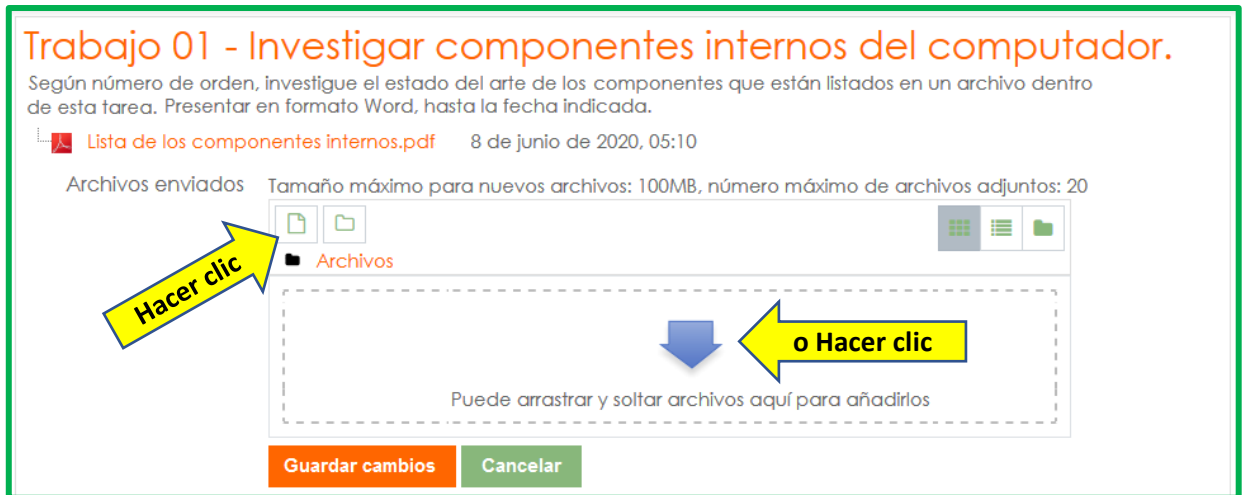 Trabajo 01 - Investigar componentes internos del computador.
Según número de orden, investigue el estado del arte de los componentes que están listados en un archivo dentro
de esta tarea. Presentar en formato Word, hasta la fecha indicada.
Lista de los componentes internos.pdf 8 de junio de 2020, 05:10
Archivos enviados Tamaño máximo para nuevos archivos: 100MB, número máximo de archivos adjuntos: 20
Hacer clic
Archivos
o Hacer clic
Puede arrastrar y soltar archivos aquí para añadirlos
Guardar cambios Cancelar